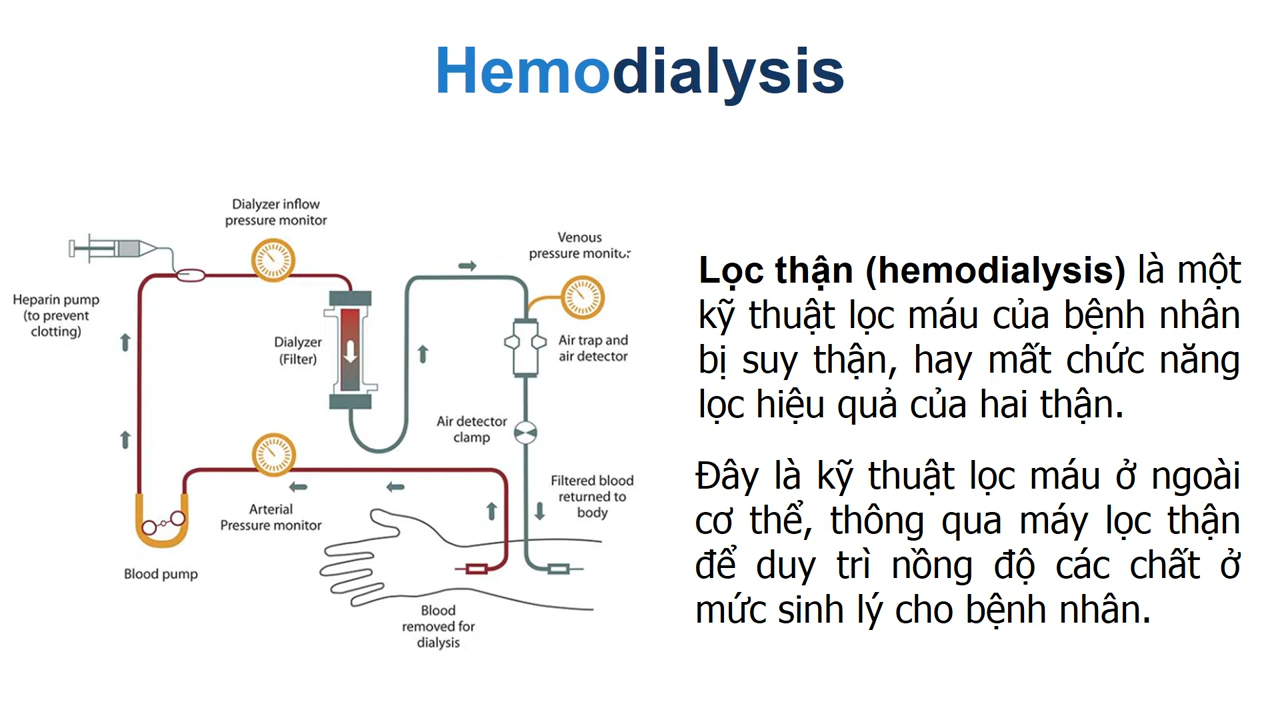 Hemodialysis
Dialyzer inflow
pressure monitor
Venous
pressure monitor
Heparin pump
(to prevent
clotting)
Dialyzer
(Filter)
Air trap and
air detector
Air detector
clamp
Arterial
Pressure monitor
Filtered blood
returned to
body
Blood pump
Blood
removed for
dialysis
Lọc thận (hemodialysis) là một
kỹ thuật lọc máu của bệnh nhân
bị suy thận, hay mất chức năng
lọc hiệu quả của hai thận.
Đây là kỹ thuật lọc máu ở ngoài
cơ thể, thông qua máy lọc thận
để duy trì nồng độ các chất ở
mức sinh lý cho bệnh nhân.